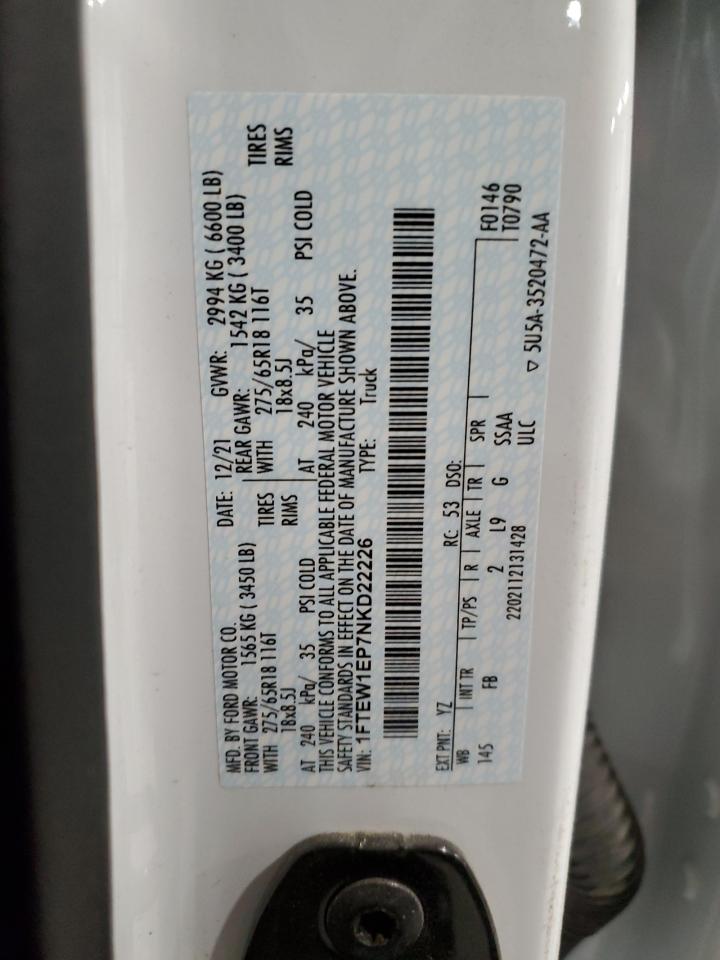 MFD. BY FORD MOTOR CO.
DATE: 12/21 GVWR: 2994 KG ( 6600 LB)
FRONT GAWR: 1565 KG ( 3450 LB) REAR GAWR: 1542 KG ( 3400 LB)
WITH 275/65R18 116T TIRES WITH 275/65R18 116T TIRES
18x8.5J RIMS 18x8.5J RIMS
AT 240 kPa/ 35 PSI COLD AT 240 kPa/ 35 PSI COLD
THIS VEHICLE CONFORMS TO ALL APPLICABLE FEDERAL MOTOR VEHICLE
SAFETY STANDARDS IN EFFECT ON THE DATE OF MANUFACTURE SHOWN ABOVE.
VIN: 1FTEW1EP7NKD22226 TYPE: Truck
EXT PNT: YZ RC: 53 DSO:
WB INT TR TP/PS R AXLE TR SPR F0146
145 FB 2 L9 G SSAA T0790
22021121 31428 ULC ▽ 5U5A-3520472-AA